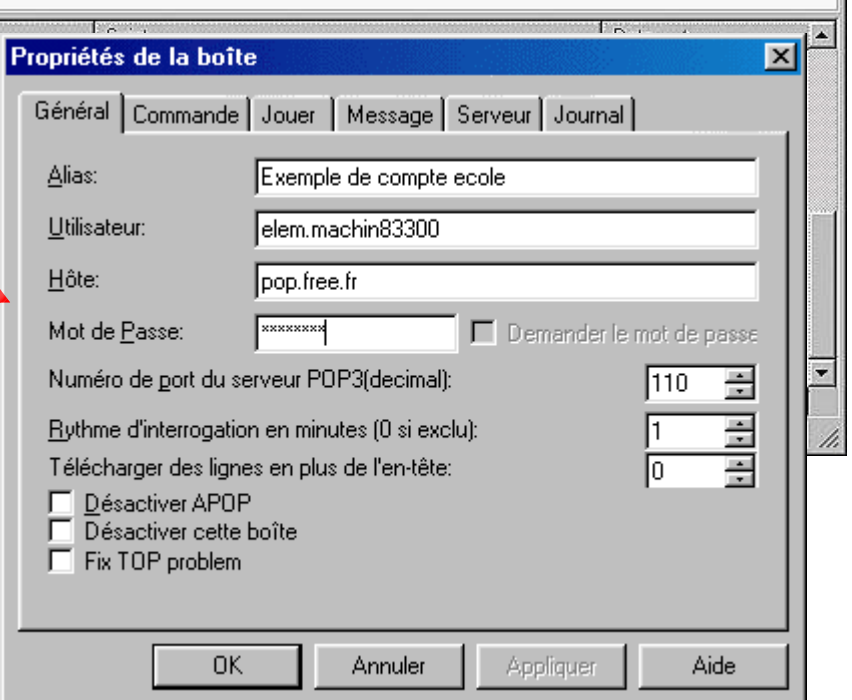 Propriétés de la boîte
Général Commande Jouer Message Serveur Journal
Alias: Exemple de compte ecole
Utilisateur: elem.machin83300
Hôte: pop.free.fr
Mot de Passe: ******** Demander le mot de passe
Numéro de port du serveur POP3(decimal): 110
Rythme d'interrogation en minutes (0 si exclu): 1
Télécharger des lignes en plus de l'en-tête: 0
Désactiver APOP
Désactiver cette boîte
Fix TOP problem
OK Annuler Appliquer Aide